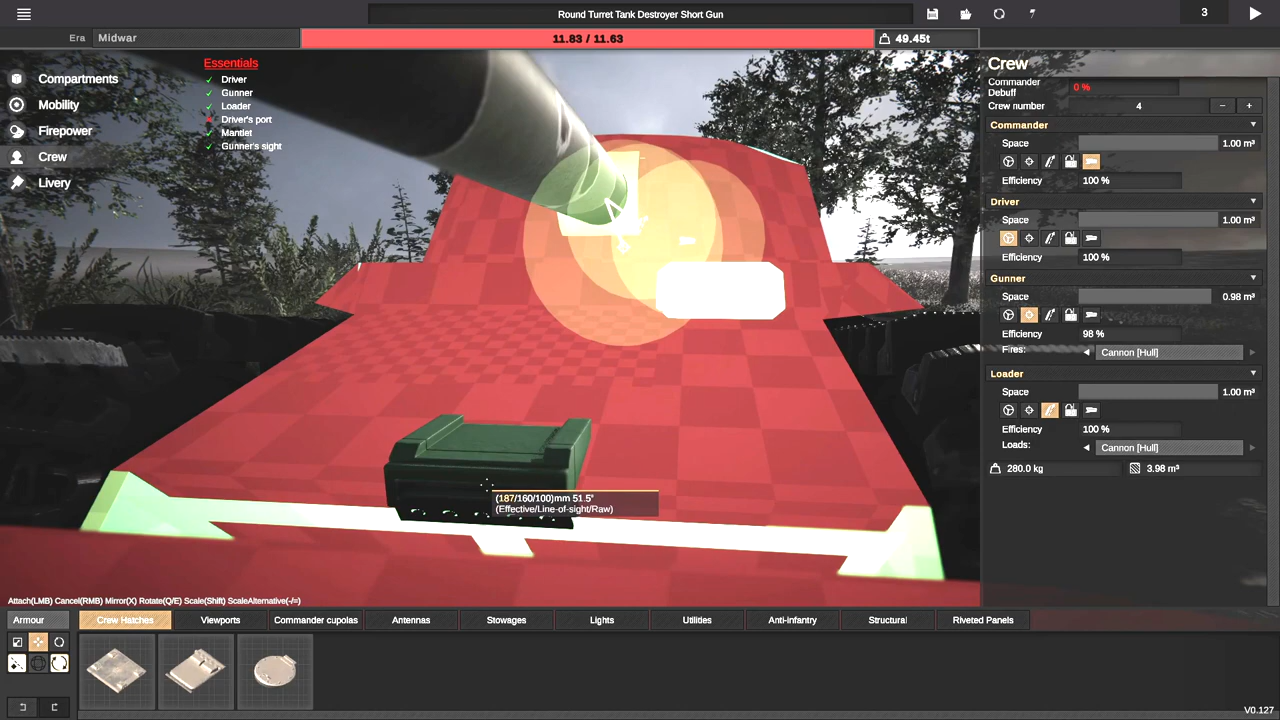 Round Turret Tank Destroyer Short Gun
3
Era Midwar
11.83 / 11.63
49.45t
Compartments
Mobility
Firepower
Crew
Livery
Essentials
Driver
Gunner
Loader
Driver's port
Mantlet
Gunner's sight
(187/160/100)mm 51.5°
(Effective/Line-of-sight/Raw)
Crew
Commander Debuff 0 %
Crew number 4 − +
Commander
Space 1.00 m³
Efficiency 100 %
Driver
Space 1.00 m³
Efficiency 100 %
Gunner
Space 0.98 m³
Efficiency 98 %
Fires: Cannon [Hull]
Loader
Space 1.00 m³
Efficiency 100 %
Loads: Cannon [Hull]
280.0 kg 3.98 m³
Attach(LMB) Cancel(RMB) Mirror(X) Rotate(Q/E) Scale(Shift) ScaleAlternative(-/=)
Armour
Crew Hatches Viewports Commander cupolas Antennas Stowages Lights Utilities Anti-infantry Structural Riveted Panels
V0.127